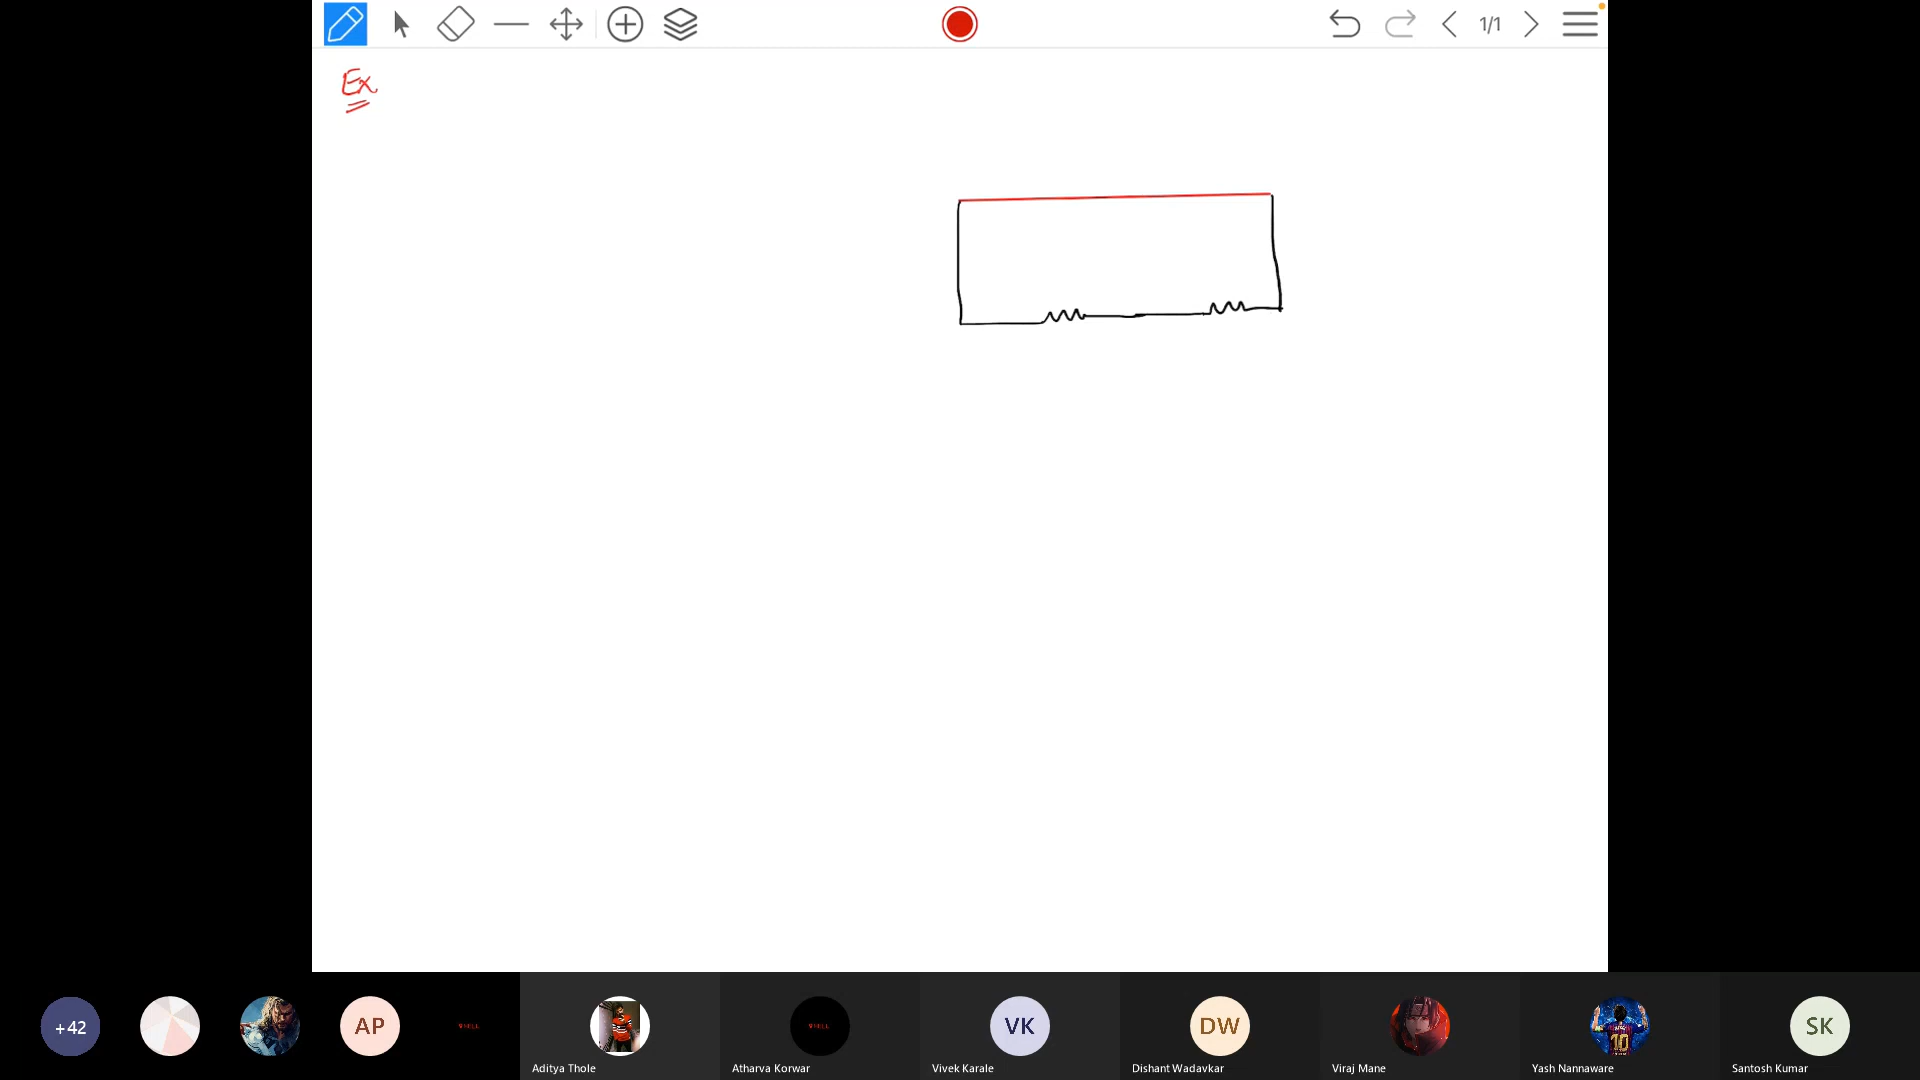 1/1
Ex
+42
AP
VK
DW
10
SK
Aditya Thole
Atharva Korwar
Vivek Karale
Dishant Wadavkar
Viraj Mane
Yash Nannaware
Santosh Kumar